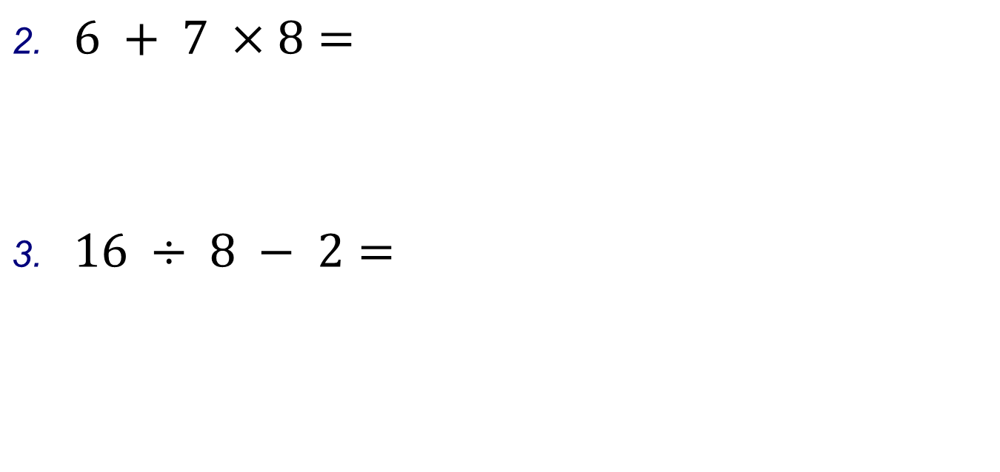 2. 6 + 7 × 8 =
3. 16 ÷ 8 − 2 =